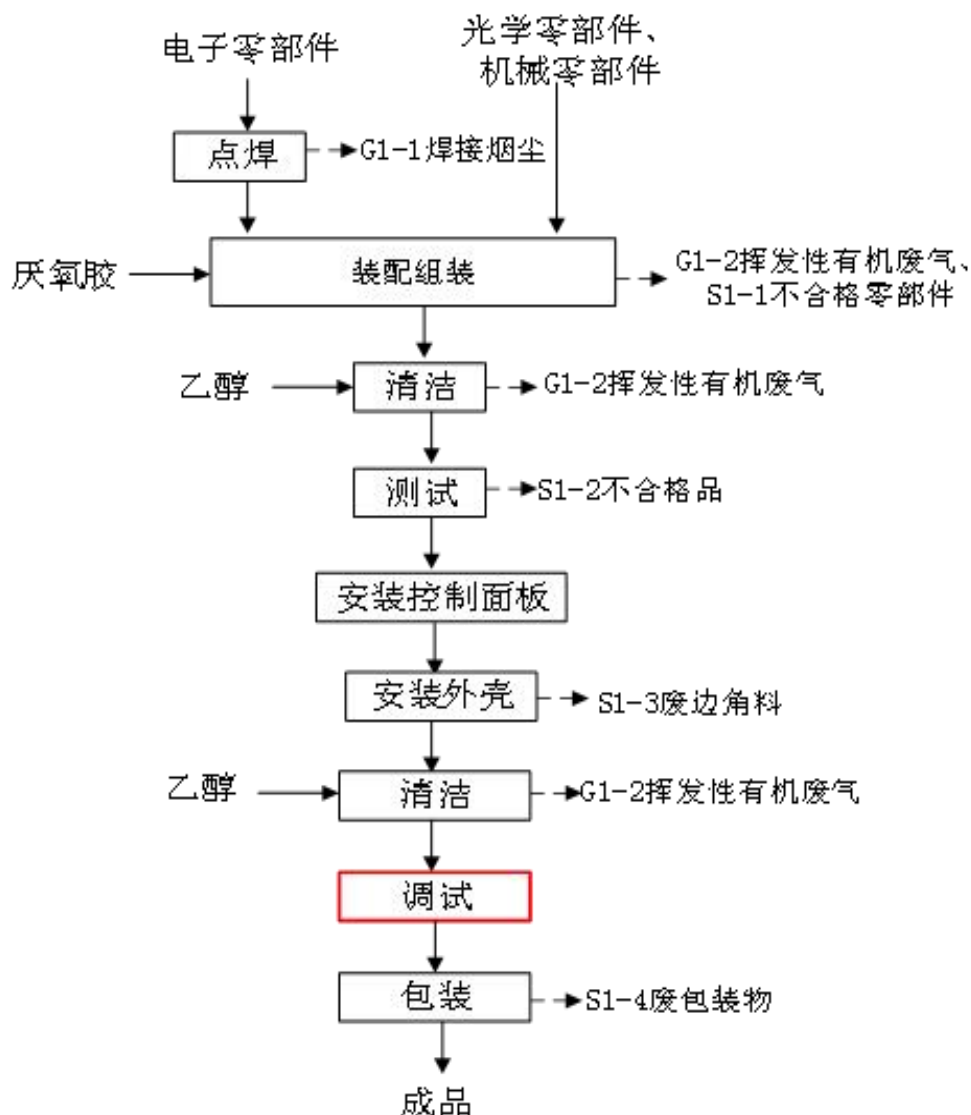 电子零部件
光学零部件、
机械零部件
点焊
G1-1焊接烟尘
厌氧胶
装配组装
G1-2挥发性有机废气、
S1-1不合格零部件
乙醇
清洁
G1-2挥发性有机废气
测试
S1-2不合格品
安装控制面板
安装外壳
S1-3废边角料
乙醇
清洁
G1-2挥发性有机废气
调试
包装
S1-4废包装物
成品